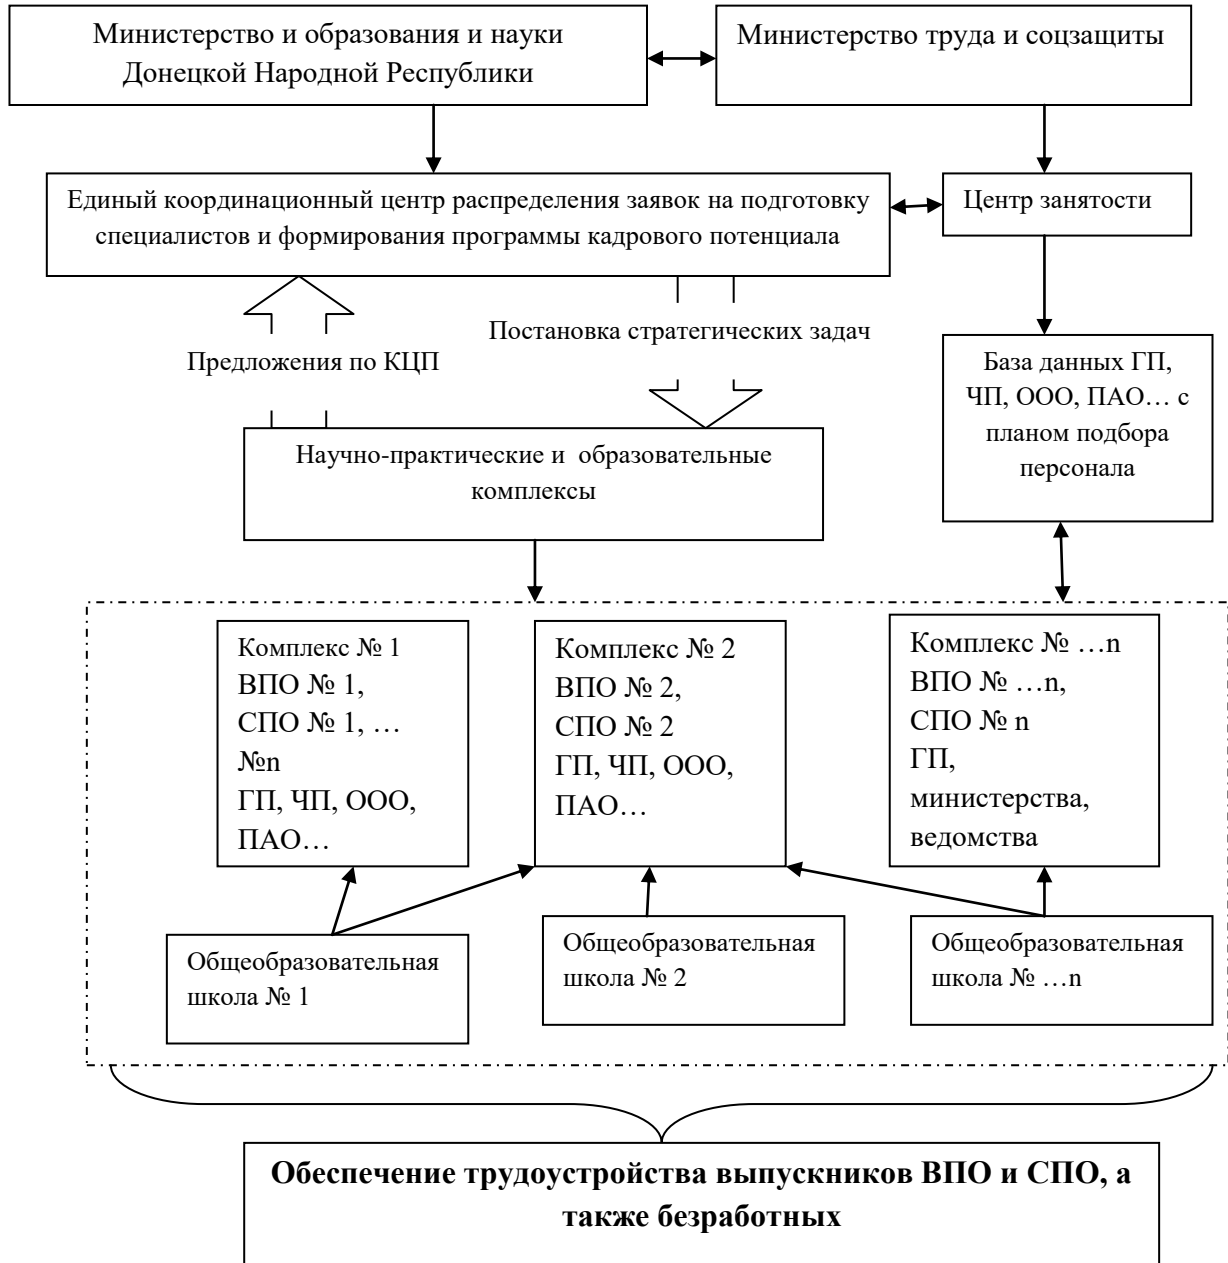 Министерство и образования и науки
Донецкой Народной Республики
Министерство труда и соцзащиты
Единый координационный центр распределения заявок на подготовку
специалистов и формирования программы кадрового потенциала
Центр занятости
Предложения по КЦП
Постановка стратегических задач
База данных ГП,
ЧП, ООО, ПАО… с
планом подбора
персонала
Научно-практические и образовательные
комплексы
Комплекс № 1
ВПО № 1,
СПО № 1, …
№n
ГП, ЧП, ООО,
ПАО…
Комплекс № 2
ВПО № 2,
СПО № 2
ГП, ЧП, ООО,
ПАО…
Комплекс № …n
ВПО № …n,
СПО № n
ГП,
министерства,
ведомства
Общеобразовательная
школа № 1
Общеобразовательная
школа № 2
Общеобразовательная
школа № …n
Обеспечение трудоустройства выпускников ВПО и СПО, а
также безработных